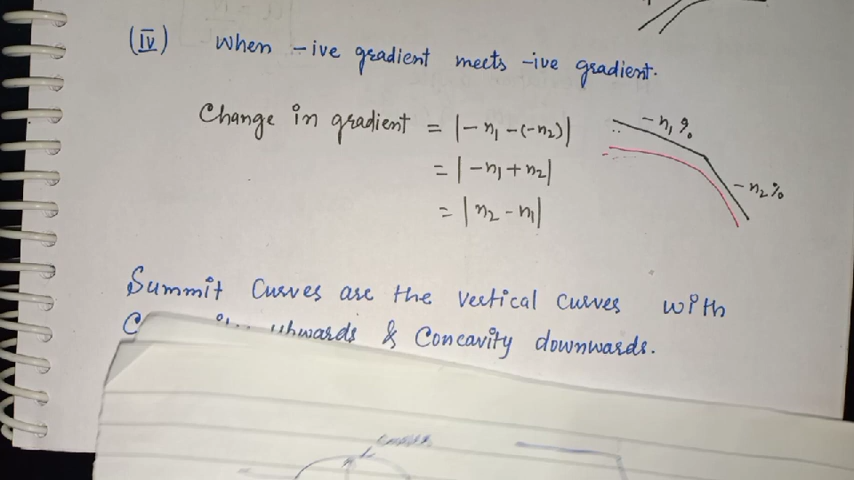 (IV) When -ive gradient meets -ive gradient.
Change in gradient = |- n₁ - (-n₂)|
= | - n₁ + n₂|
= | n₂ - n₁|
- n₁ %
- n₂ %
Summit Curves are the vertical curves with
upwards & Concavity downwards.